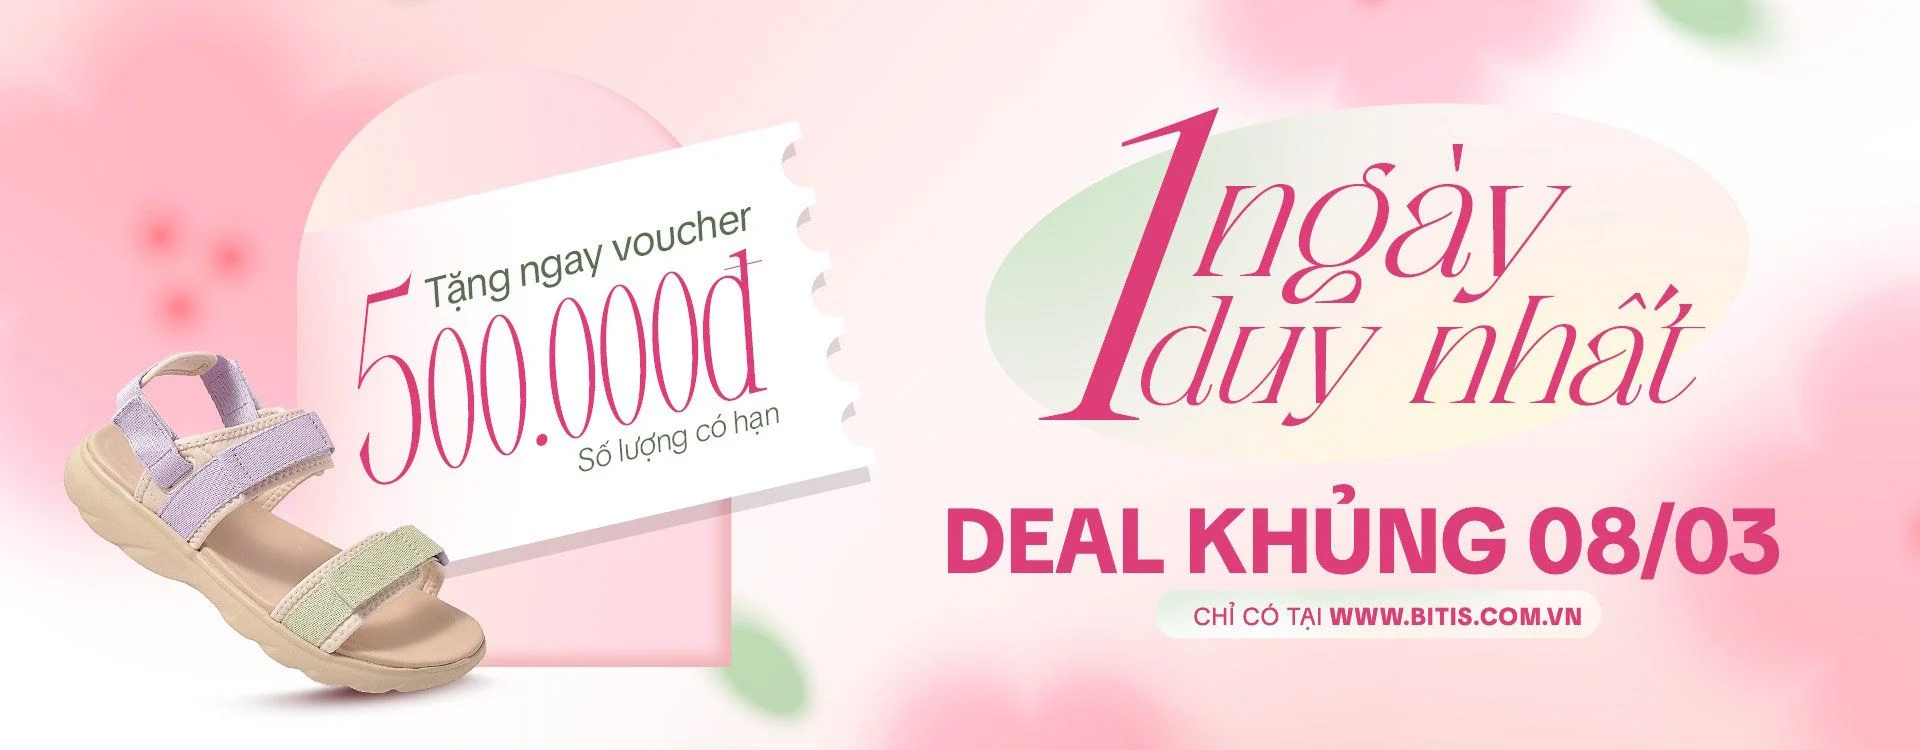 Tặng ngay voucher
500.000đ
Số lượng có hạn
1 ngày
duy nhất
DEAL KHỦNG 08/03
CHỈ CÓ TẠI WWW.BITIS.COM.VN